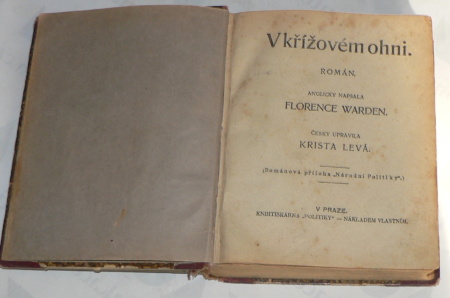 V křížovém ohni.
ROMÁN.
ANGLICKY NAPSALA
FLORENCE WARDEN.
ČESKY UPRAVILA
KRISTA LEVÁ.
(Románová příloha „Národní Politiky“.)
V PRAZE.
KNIHTISKÁRNA „POLITIKY“ — NÁKLADEM VLASTNÍM.